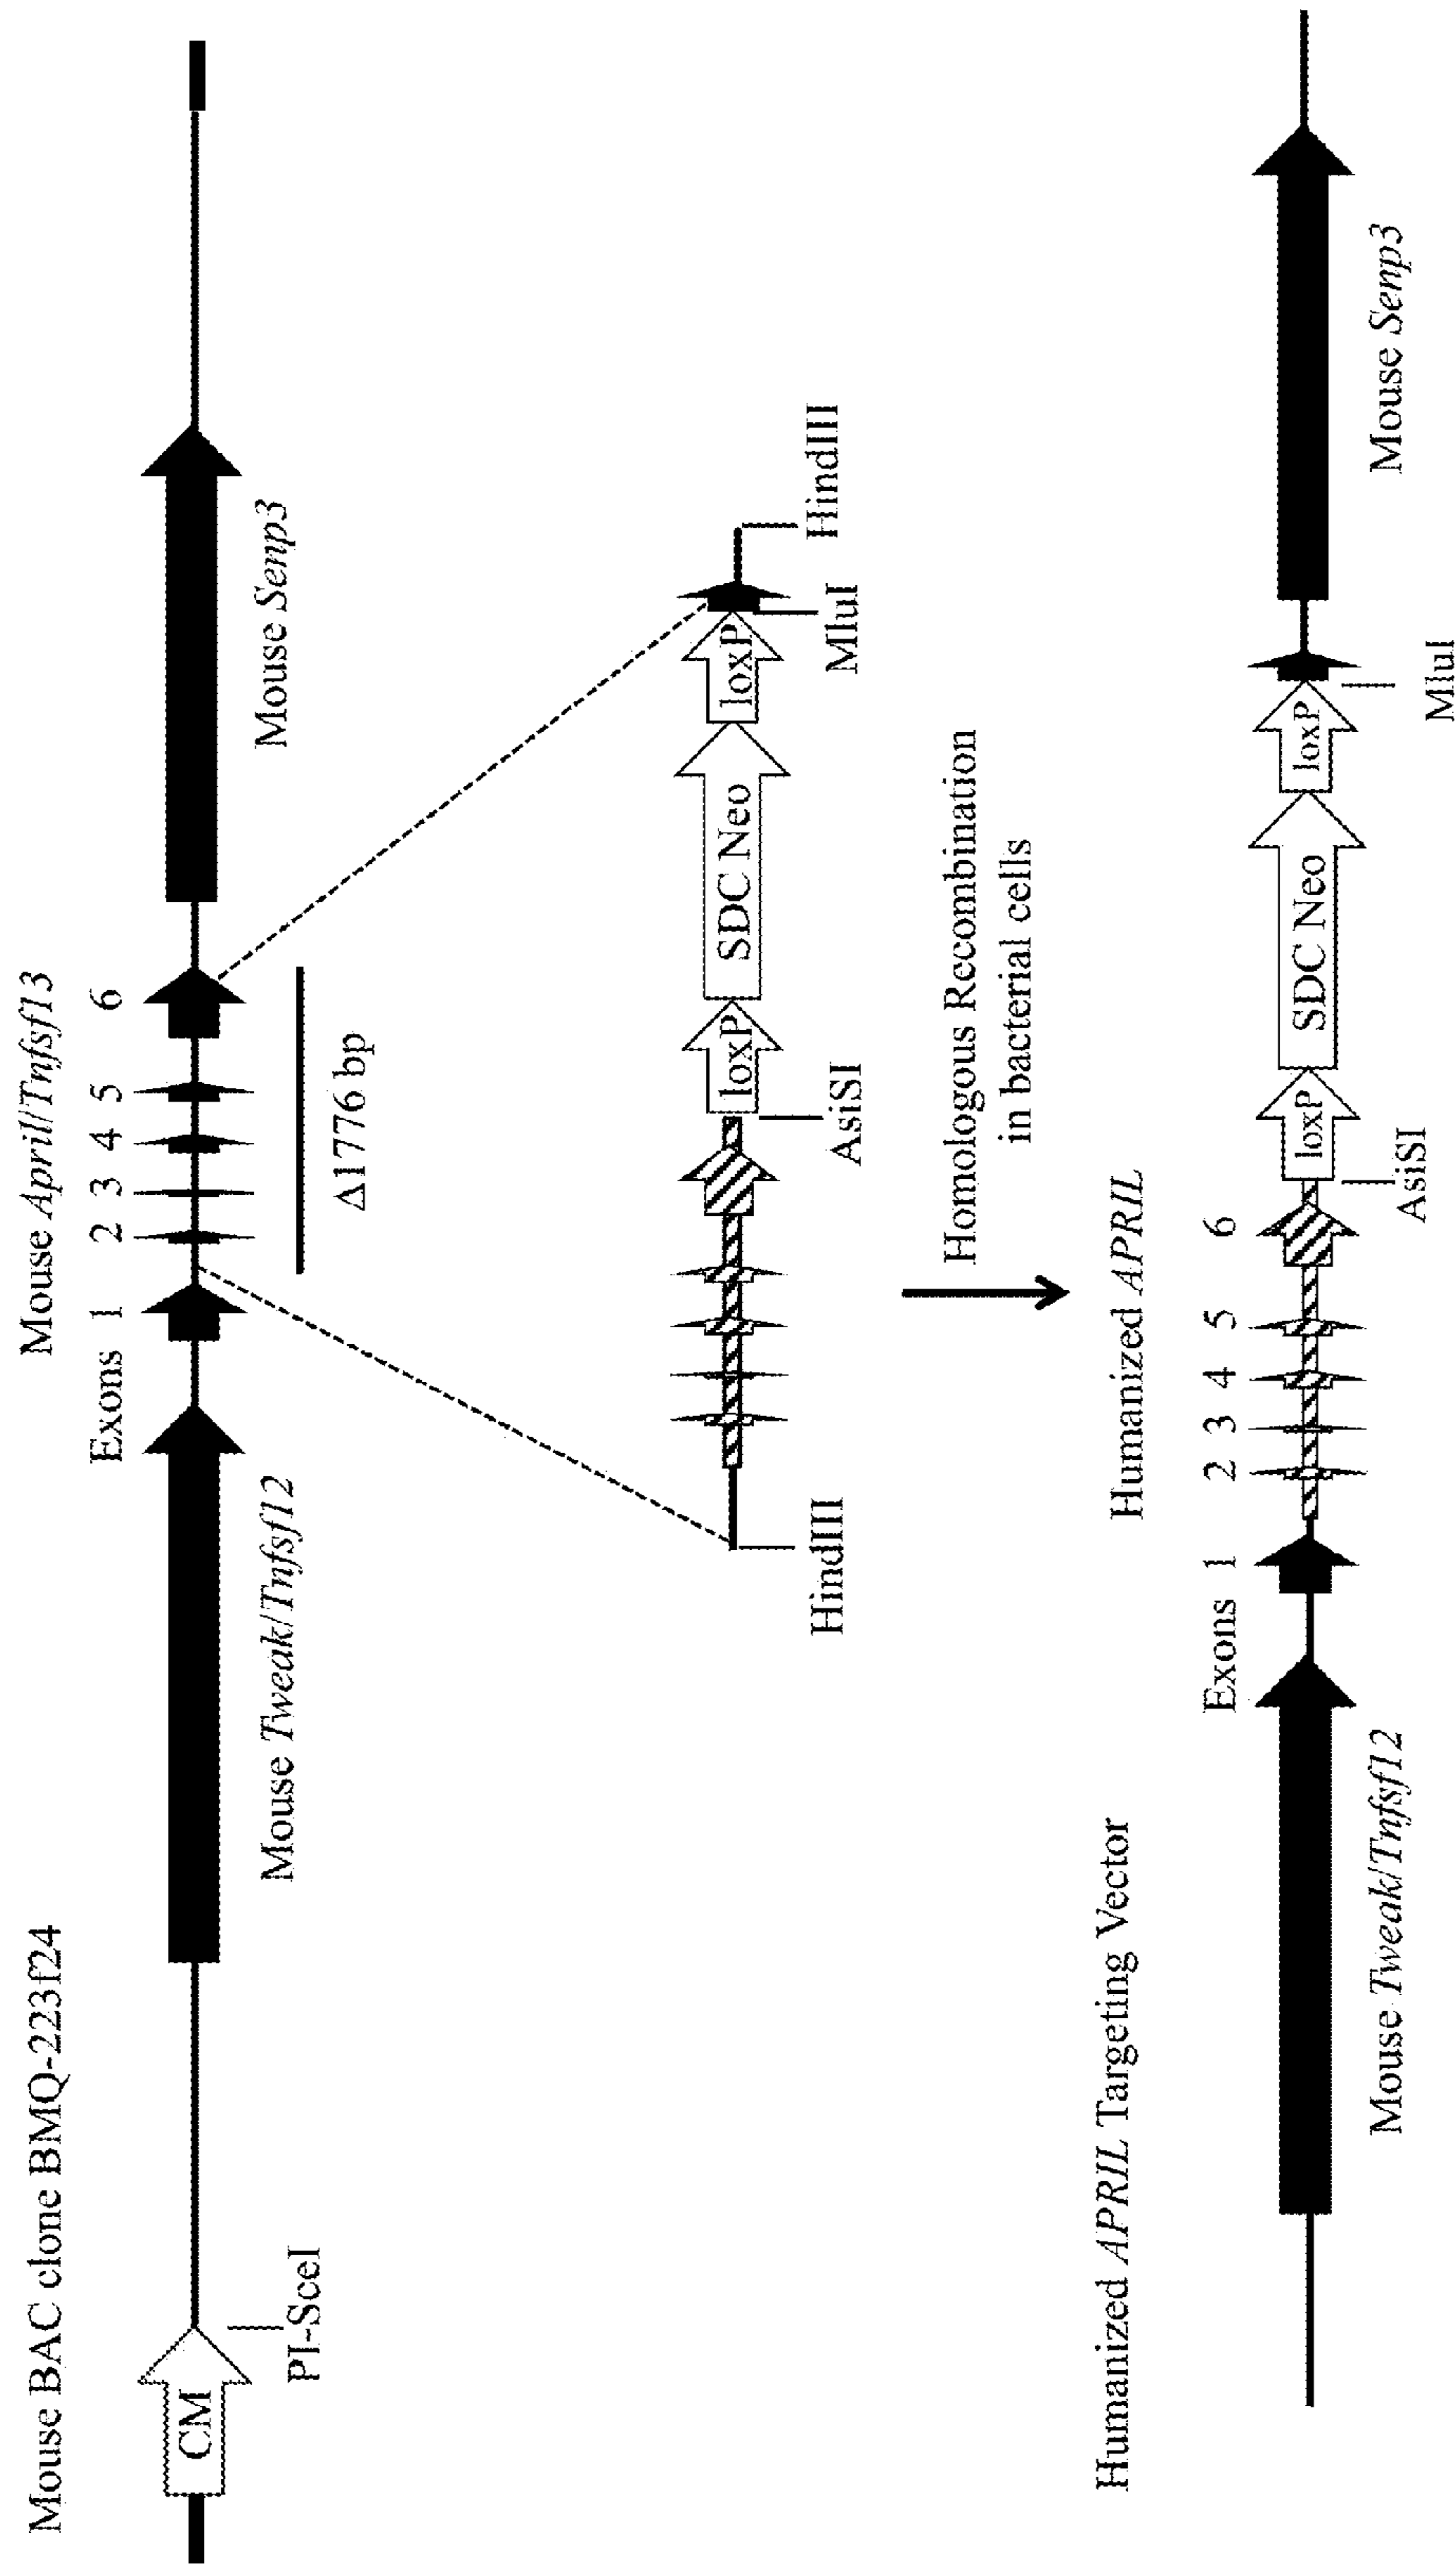 Mouse BAC clone BMQ-223f24
Mouse April/Tnfsf13
Exons 1 2 3 4 5 6
CM
PI-SceI
Mouse Tweak/Tnfsf12
Δ1776 bp
Mouse Senp3
loxP
SDC Neo
loxP
HindIII
AsiSI
MluI
HindIII
Homologous Recombination
in bacterial cells
Humanized APRIL Targeting Vector
Humanized APRIL
Exons 1 2 3 4 5 6
loxP
SDC Neo
loxP
Mouse Tweak/Tnfsf12
AsiSI
MluI
Mouse Senp3